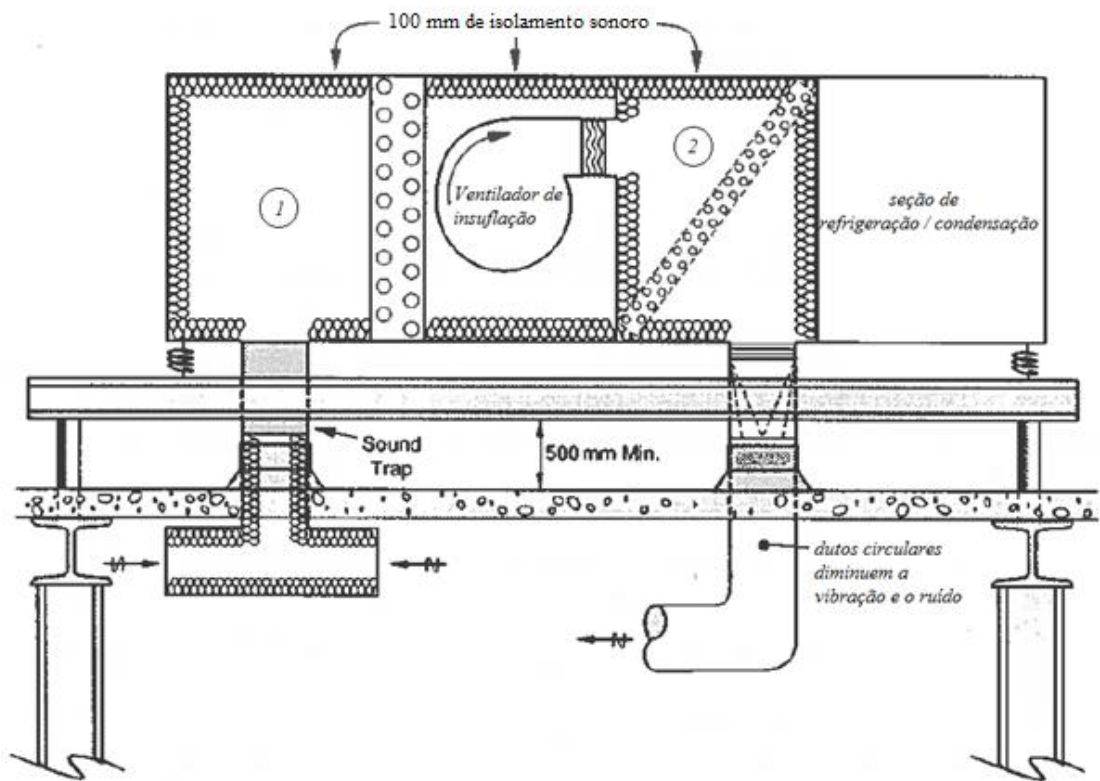 100 mm de isolamento sonoro
1
Ventilador de
insuflação
2
seção de
refrigeração / condensação
Sound
Trap
500 mm Min.
dutos circulares
diminuem a
vibração e o ruído